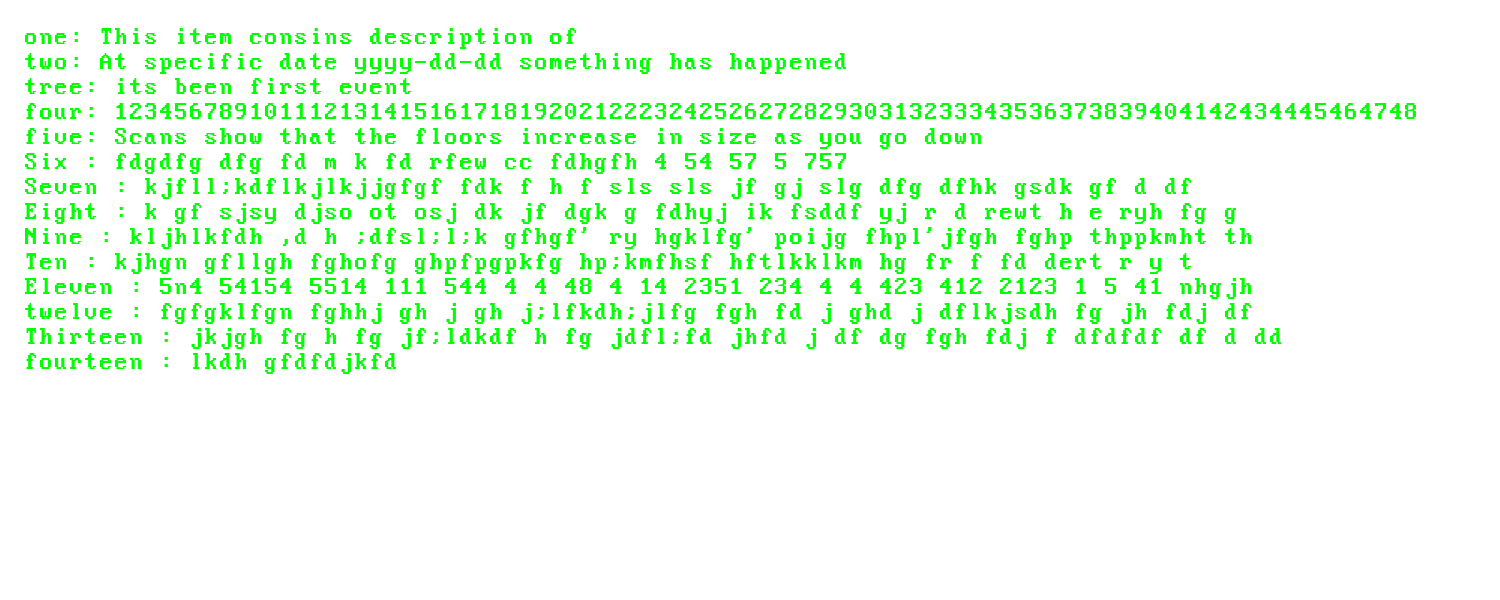 one: This item consins description of
two: At specific date yyyy-dd-dd something has happened
tree: its been first event
four: 123456789101112131415161718192021222324252627282930313233343536373839404142434445464748
five: Scans show that the floors increase in size as you go down
Six : fdgdfg dfg fd m k fd rfew cc fdhgfh 4 54 57 5 757
Seven : kjfll;kdflkjlkjjgfgf fdk f h f sls sls jf gj slg dfg dfhk gsdk gf d df
Eight : k gf sjsy djso ot osj dk jf dgk g fdhyj ik fsddf yj r d rewt h e ryh fg g
Nine : kljhlkfdh ,d h ;dfsl;l;k gfhgf' ry hgklfg' poijg fhpl'jfgh fghp thppkmht th
Ten : kjhgn gfllgh fghofg ghpfpgpkfg hp;kmfhsf hftlkklkm hg fr f fd dert r y t
Eleven : 5n4 54154 5514 111 544 4 4 48 4 14 2351 234 4 4 423 412 2123 1 5 41 nhgjh
twelve : fgfgklfgn fghhj gh j gh j;lfkdh;jlfg fgh fd j ghd j dflkjsdh fg jh fdj df
Thirteen : jkjgh fg h fg jf;ldkdf h fg jdfl;fd jhfd j df dg fgh fdj f dfdfdf df d dd
fourteen : lkdh gfdfdjkfd